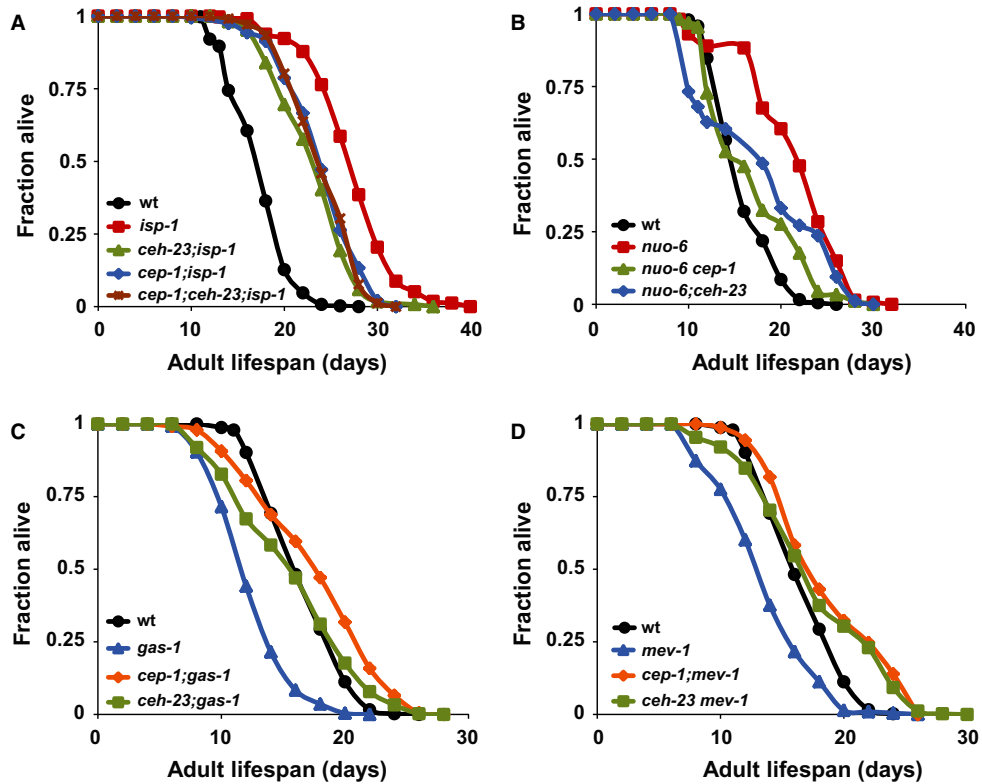 A
Fraction alive
1
0.75
0.5
0.25
0
wt
isp-1
ceh-23;isp-1
cep-1;isp-1
cep-1;ceh-23;isp-1
0 10 20 30 40
Adult lifespan (days)
B
Fraction alive
1
0.75
0.5
0.25
0
wt
nuo-6
nuo-6 cep-1
nuo-6;ceh-23
0 10 20 30 40
Adult lifespan (days)
C
Fraction alive
1
0.75
0.5
0.25
0
wt
gas-1
cep-1;gas-1
ceh-23;gas-1
0 10 20 30
Adult lifespan (days)
D
Fraction alive
1
0.75
0.5
0.25
0
wt
mev-1
cep-1;mev-1
ceh-23 mev-1
0 10 20 30
Adult lifespan (days)